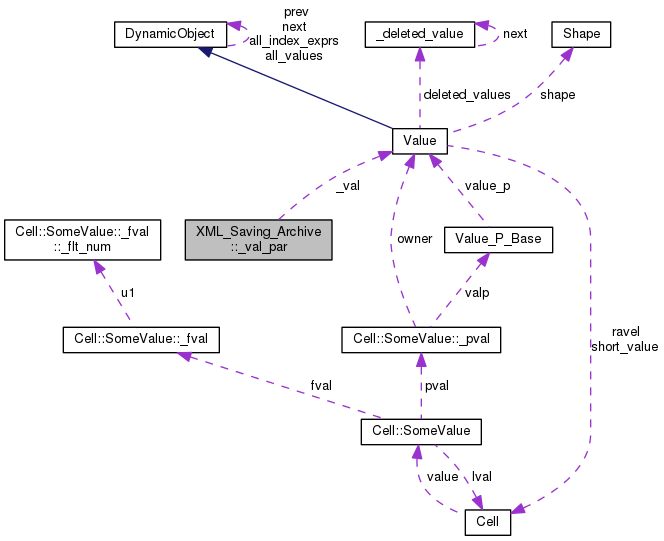 DynamicObject
prev
next
all_index_exprs
all_values
_deleted_value
next
Shape
deleted_values
shape
Value
_val
value_p
XML_Saving_Archive
::_val_par
Cell::SomeValue::_fval
::_flt_num
owner
Value_P_Base
u1
valp
ravel
short_value
Cell::SomeValue::_fval
Cell::SomeValue::_pval
fval
pval
Cell::SomeValue
value
lval
Cell